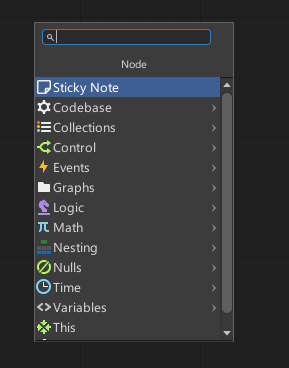 Node
Sticky Note
Codebase
Collections
Control
Events
Graphs
Logic
Math
Nesting
Nulls
Time
Variables
This